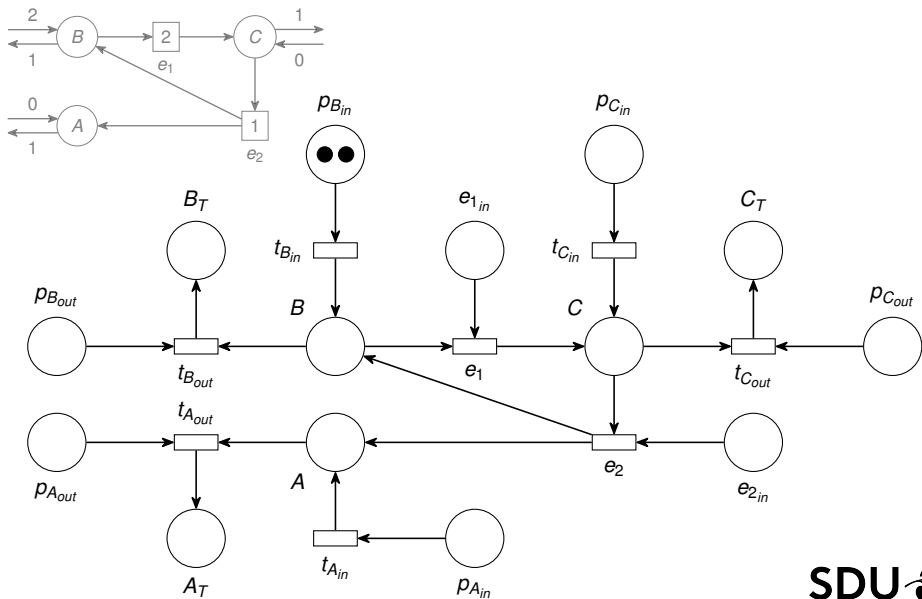 2
1
B
2
e1
C
1
0
0
1
A
1
e2
pBin
pCin
BT
e1in
CT
tBin
tCin
pBout
B
C
pCout
tBout
e1
tCout
tAout
A
e2
pAout
e2in
AT
tAin
pAin
SDU